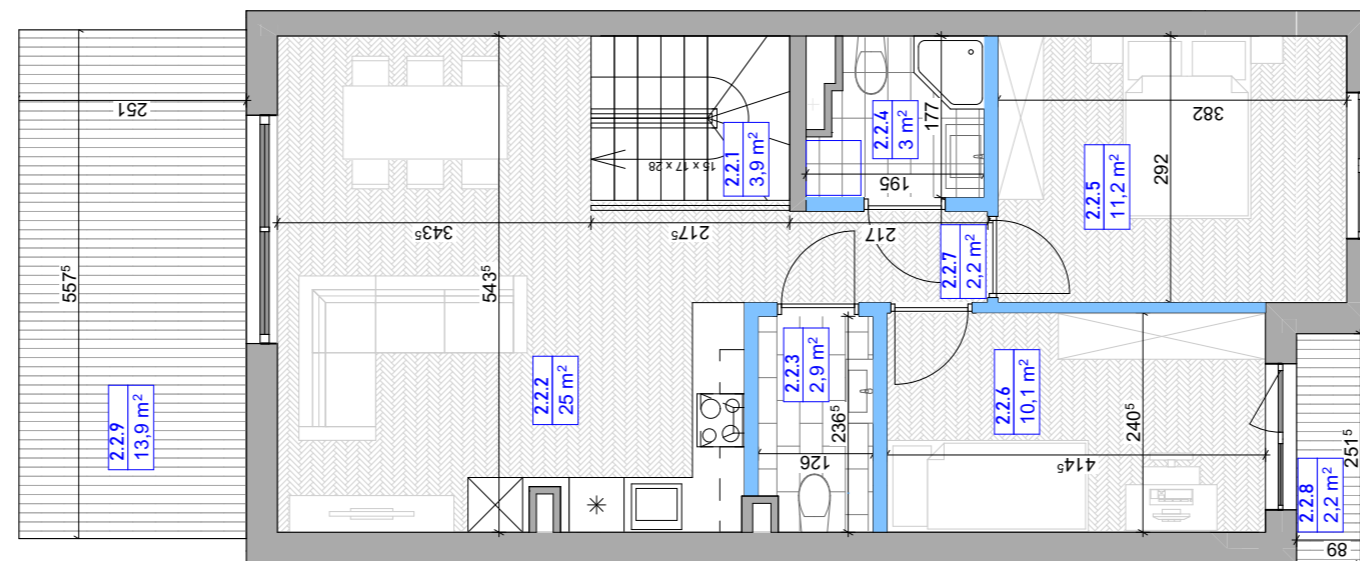 251
557⁵
2.2.9
13,9 m²
343⁵
543⁵
217⁵
217
2.2.2
25 m²
15 x 17 x 28
2.2.1
3,9 m²
2.2.4
3 m²
177
195
2.2.7
2,2 m²
2.2.3
2,9 m²
236⁵
126
2.2.5
11,2 m²
292
382
2.2.6
10,1 m²
240⁵
414⁵
2.2.8
2,2 m²
251⁵
89